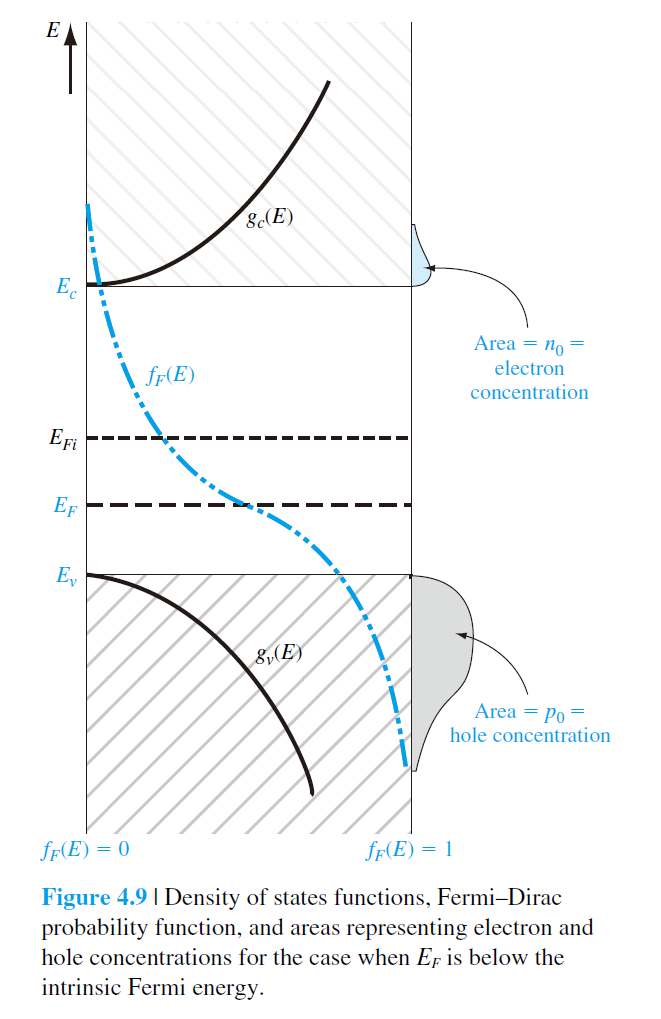 E
g_c(E)
E_c
Area = n_0 =
electron
concentration
f_F(E)
E_Fi
E_F
E_v
g_v(E)
Area = p_0 =
hole concentration
f_F(E) = 0
f_F(E) = 1
Figure 4.9 | Density of states functions, Fermi–Dirac
probability function, and areas representing electron and
hole concentrations for the case when E_F is below the
intrinsic Fermi energy.